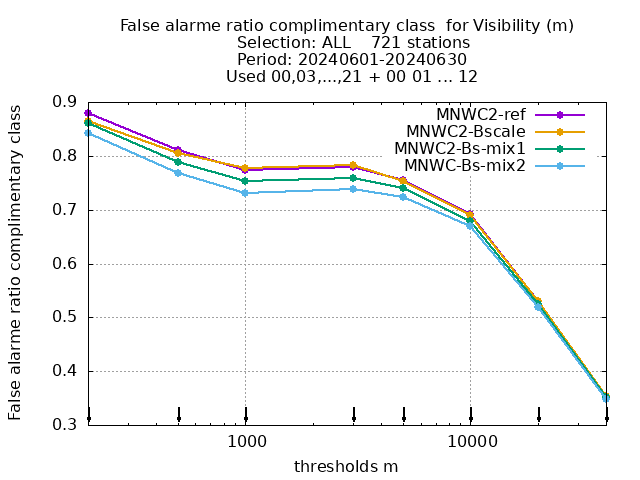 False alarme ratio complimentary class  for Visibility (m)
Selection: ALL    721 stations
Period: 20240601-20240630
Used 00,03,...,21 + 00 01 ... 12
MNWC2-ref
MNWC2-Bscale
MNWC2-Bs-mix1
MNWC-Bs-mix2
False alarme ratio complimentary class
0.9
0.8
0.7
0.6
0.5
0.4
0.3
1000
10000
thresholds m